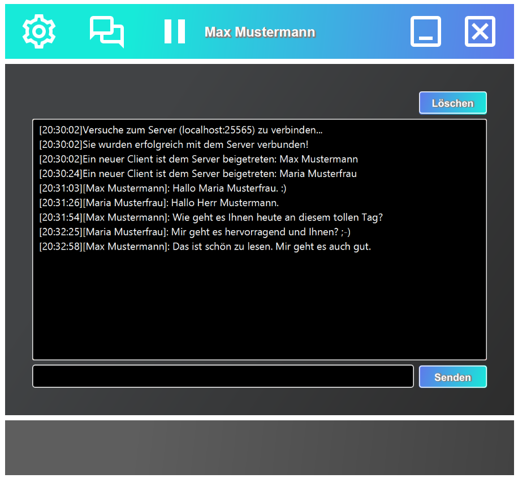 Max Mustermann
Löschen
[20:30:02]Versuche zum Server (localhost:25565) zu verbinden...
[20:30:02]Sie wurden erfolgreich mit dem Server verbunden!
[20:30:02]Ein neuer Client ist dem Server beigetreten: Max Mustermann
[20:30:24]Ein neuer Client ist dem Server beigetreten: Maria Musterfrau
[20:31:03][Max Mustermann]: Hallo Maria Musterfrau. :)
[20:31:26][Maria Musterfrau]: Hallo Herr Mustermann.
[20:31:54][Max Mustermann]: Wie geht es Ihnen heute an diesem tollen Tag?
[20:32:25][Maria Musterfrau]: Mir geht es hervorragend und Ihnen? ;-)
[20:32:58][Max Mustermann]: Das ist schön zu lesen. Mir geht es auch gut.
Senden